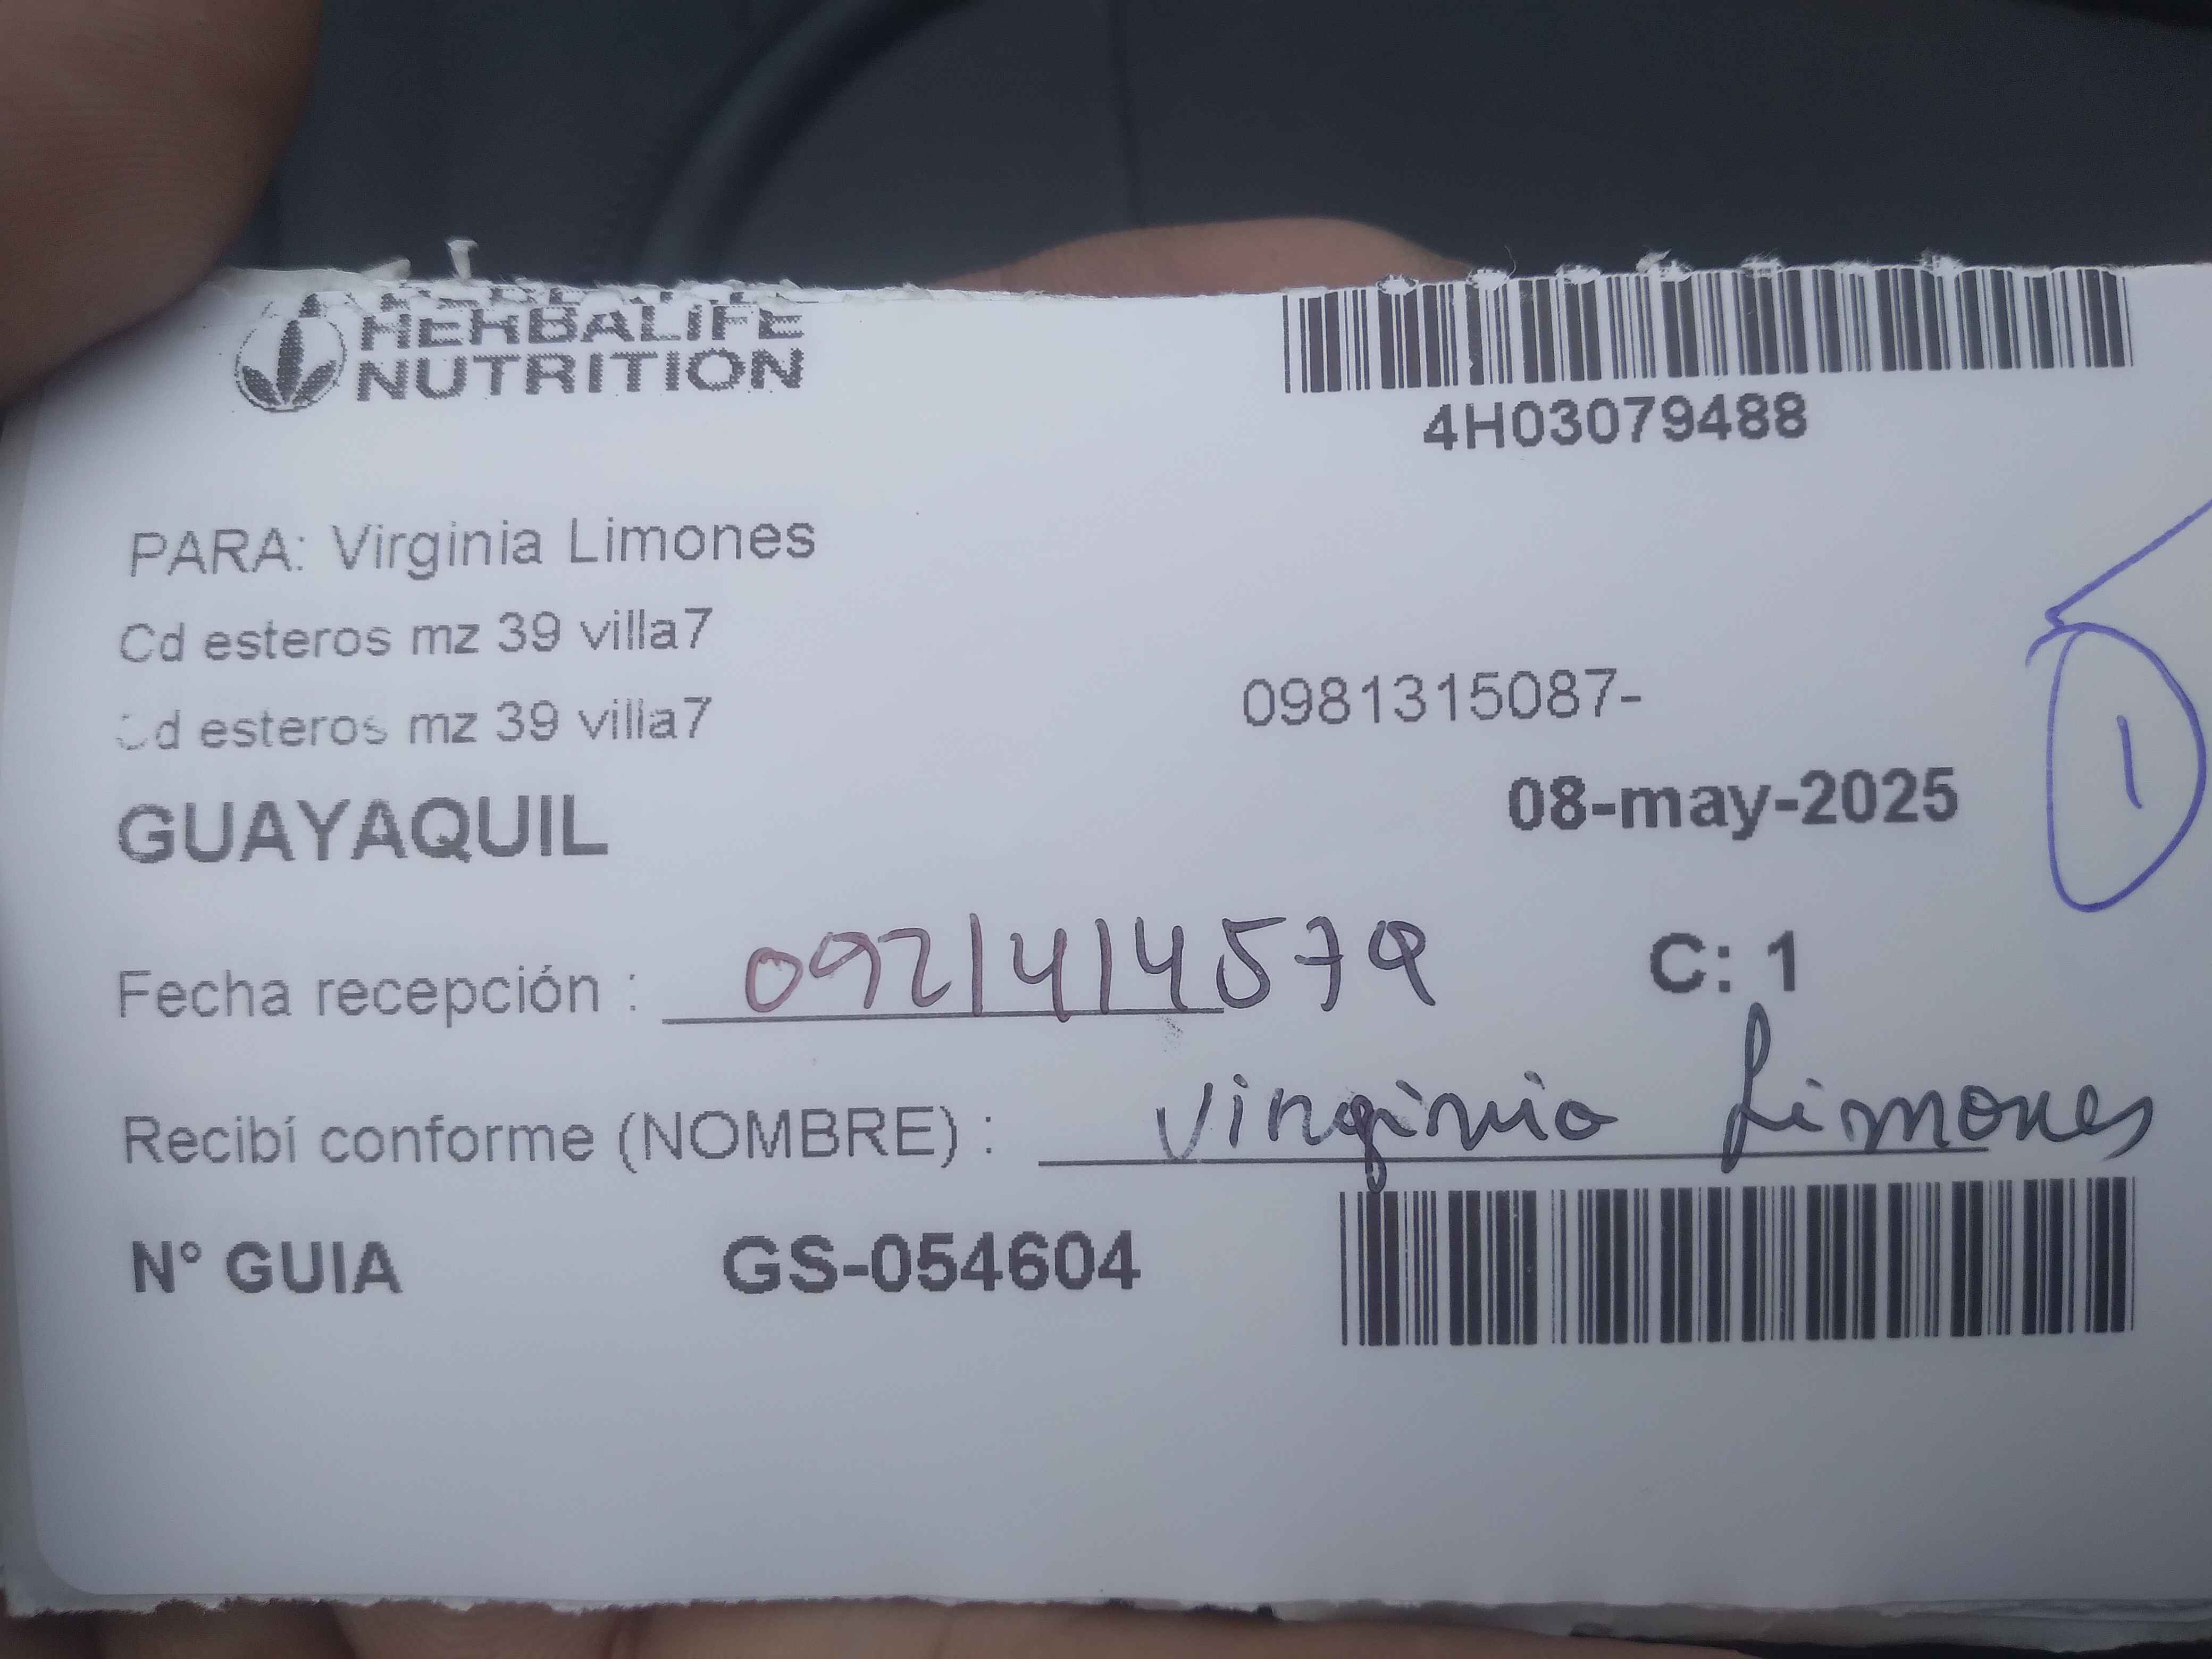 HERBALIFE
NUTRITION
4H03079488
PARA: Virginia Limones
Cd esteros mz 39 villa7
Cd esteros mz 39 villa7
0981315087-
GUAYAQUIL
08-may-2025
1
Fecha recepción : 0921414579
C: 1
Recibí conforme (NOMBRE) : Virginia Limones
N° GUIA GS-054604